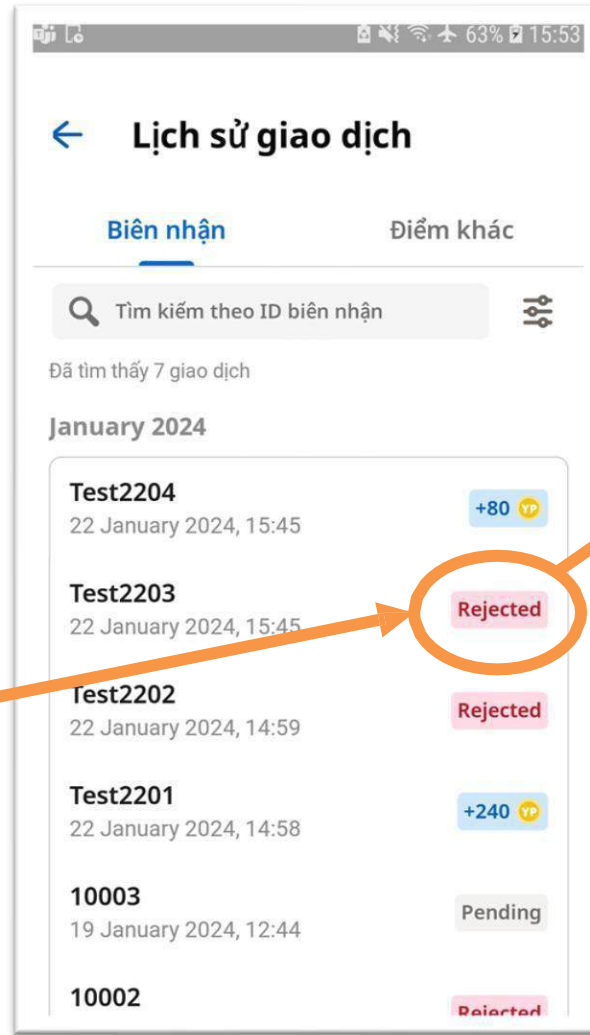 63% 15:53
Lịch sử giao dịch
Biên nhận Điểm khác
Tìm kiếm theo ID biên nhận
Đã tìm thấy 7 giao dịch
January 2024
Test2204
+80 YP
22 January 2024, 15:45
Test2203
Rejected
22 January 2024, 15:45
Test2202
Rejected
22 January 2024, 14:59
Test2201
+240 YP
22 January 2024, 14:58
10003
Pending
19 January 2024, 12:44
10002
Rejected